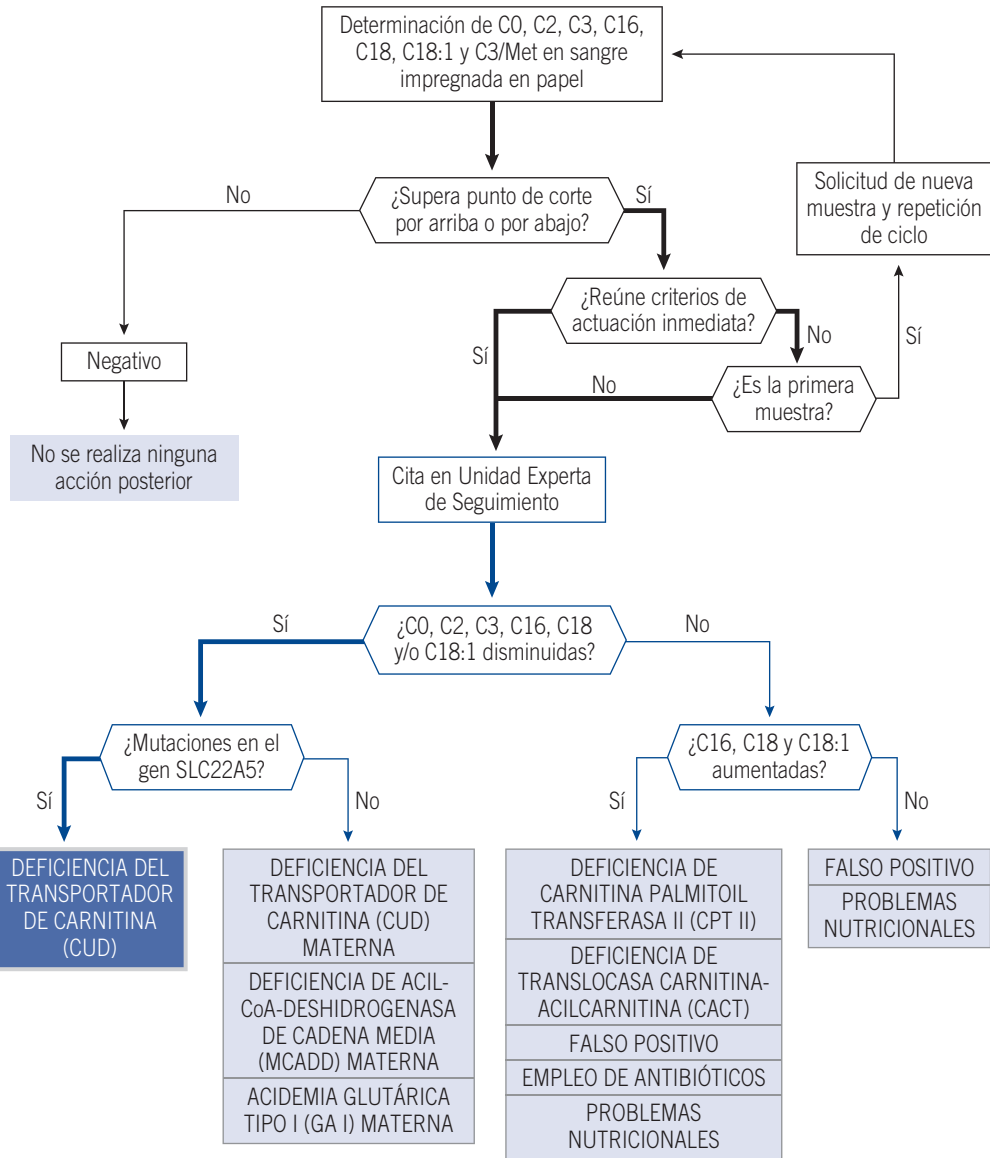 Determinación de C0, C2, C3, C16,
C18, C18:1 y C3/Met en sangre
impregnada en papel
Solicitud de nueva
muestra y repetición
de ciclo
No
¿Supera punto de corte
por arriba o por abajo?
Sí
¿Reúne criterios de
actuación inmediata?
Sí
No
Sí
Negativo
No
¿Es la primera
muestra?
No se realiza ninguna
acción posterior
Cita en Unidad Experta
de Seguimiento
Sí
¿C0, C2, C3, C16, C18
y/o C18:1 disminuidas?
No
¿Mutaciones en el
gen SLC22A5?
¿C16, C18 y C18:1
aumentadas?
Sí
No
Sí
No
DEFICIENCIA DEL
TRANSPORTADOR
DE CARNITINA
(CUD)
DEFICIENCIA DEL
TRANSPORTADOR DE
CARNITINA (CUD)
MATERNA
DEFICIENCIA DE ACIL-
CoA-DESHIDROGENASA
DE CADENA MEDIA
(MCADD) MATERNA
ACIDEMIA GLUTÁRICA
TIPO I (GA I) MATERNA
DEFICIENCIA DE
CARNITINA PALMITOIL
TRANSFERASA II (CPT II)
DEFICIENCIA DE
TRANSLOCASA CARNITINA-
ACILCARNITINA (CACT)
FALSO POSITIVO
EMPLEO DE ANTIBIÓTICOS
PROBLEMAS
NUTRICIONALES
FALSO POSITIVO
PROBLEMAS
NUTRICIONALES